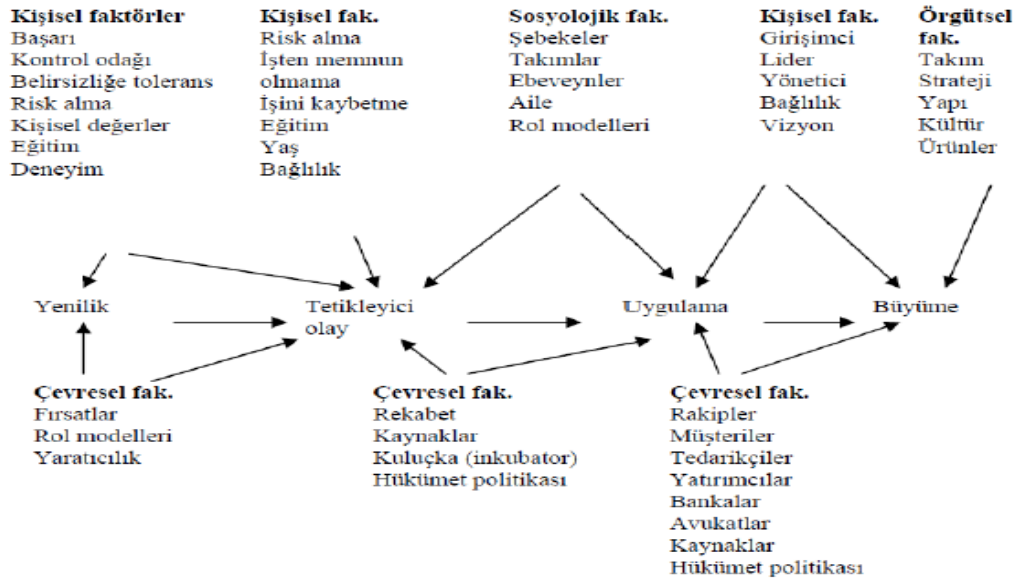 Kişisel faktörler
Başarı
Kontrol odağı
Belirsizliğe tolerans
Risk alma
Kişisel değerler
Eğitim
Deneyim
Kişisel fak.
Risk alma
İşten memnun
olmama
İşini kaybetme
Eğitim
Yaş
Bağlılık
Sosyolojik fak.
Şebekeler
Takımlar
Ebeveynler
Aile
Rol modelleri
Kişisel fak.
Girişimci
Lider
Yönetici
Bağlılık
Vizyon
Örgütsel
fak.
Takım
Strateji
Yapı
Kültür
Ürünler
Yenilik
Tetikleyici
olay
Uygulama
Büyüme
Çevresel fak.
Fırsatlar
Rol modelleri
Yaratıcılık
Çevresel fak.
Rekabet
Kaynaklar
Kuluçka (inkubator)
Hükümet politikası
Çevresel fak.
Rakipler
Müşteriler
Tedarikçiler
Yatırımcılar
Bankalar
Avukatlar
Kaynaklar
Hükümet politikası